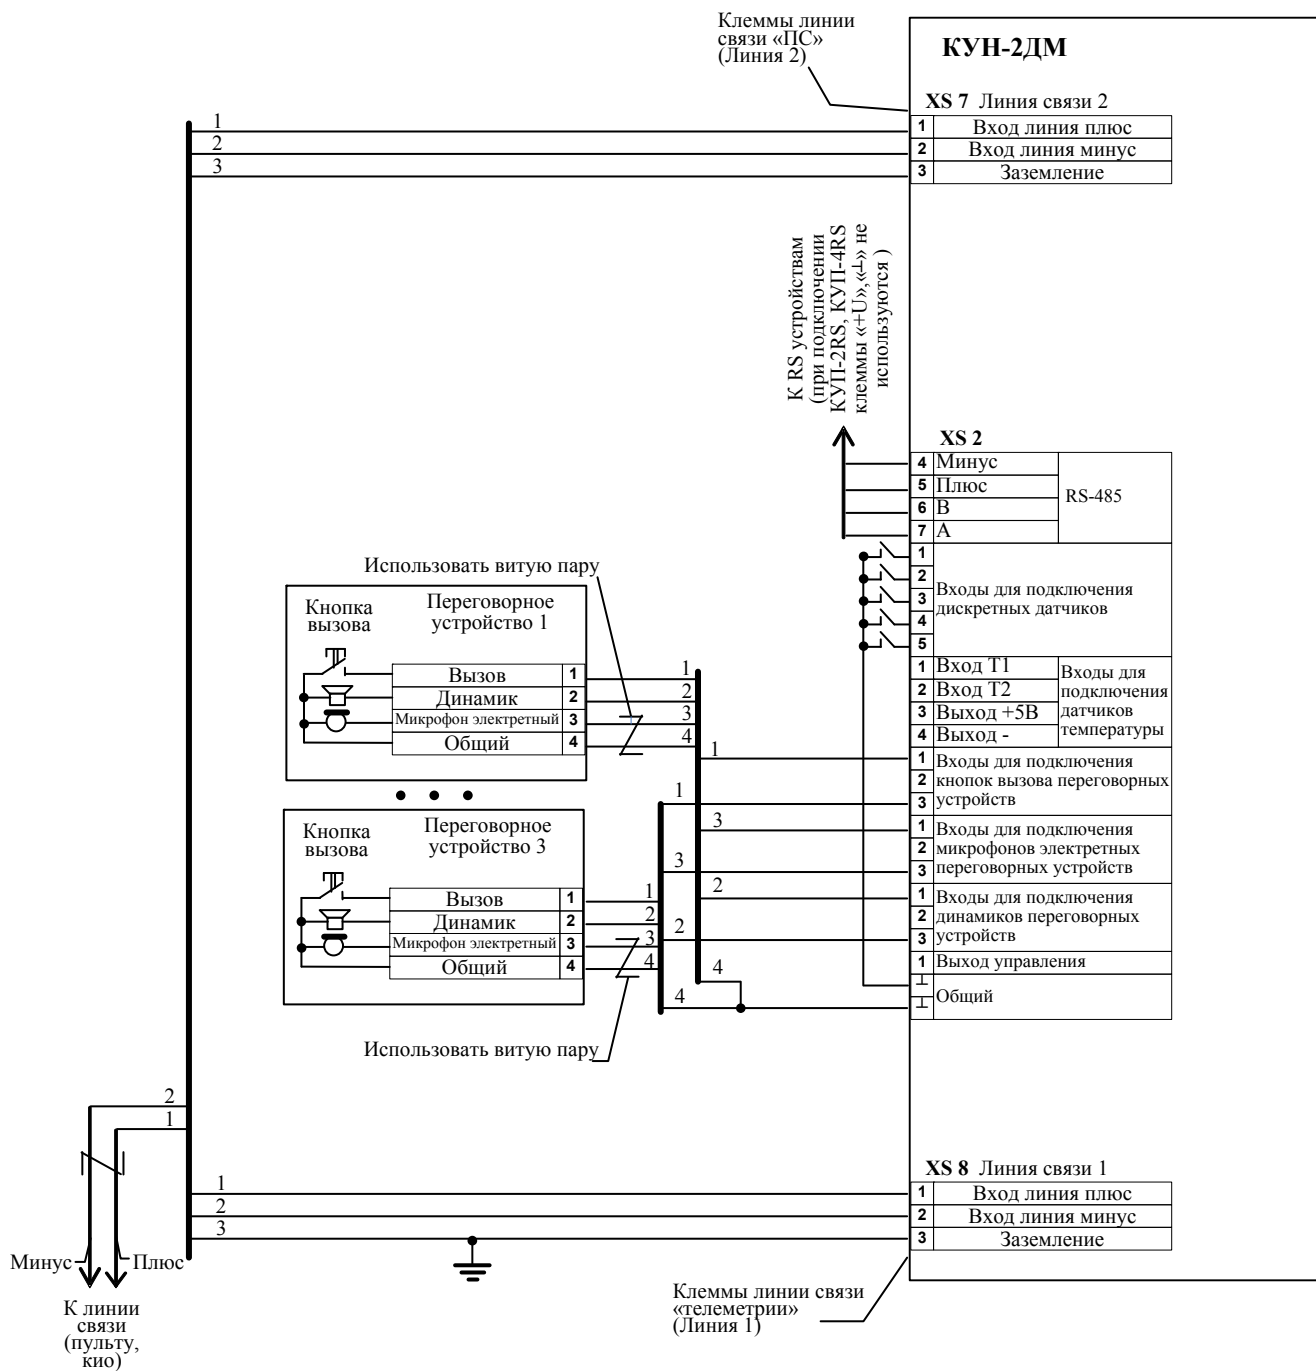 Клеммы линии
связи «ПС»
(Линия 2)
КУН-2ДМ
XS 7 Линия связи 2
1 Вход линия плюс
2 Вход линия минус
3 Заземление
1
2
3
К RS устройствам
(при подключении
КУП-2RS, КУП-4RS
клеммы «+U»,«⊥» не
используются )
XS 2
4 Минус
5 Плюс
6 В
7 А
RS-485
1
2
3
4
5
Входы для подключения
дискретных датчиков
1 Вход Т1
2 Вход Т2
3 Выход +5В
4 Выход -
Входы для
подключения
датчиков
температуры
1
2
3
Входы для подключения
кнопок вызова переговорных
устройств
1
2
3
Входы для подключения
микрофонов электретных
переговорных устройств
1
2
3
Входы для подключения
динамиков переговорных
устройств
1 Выход управления
⊥
⊥
Общий
Использовать витую пару
Кнопка
вызова
Переговорное
устройство 1
Вызов 1
Динамик 2
Микрофон электретный 3
Общий 4
1
2
3
4
1
1
3
3
2
2
4
4
Кнопка
вызова
Переговорное
устройство 3
Вызов 1
Динамик 2
Микрофон электретный 3
Общий 4
1
2
3
4
Использовать витую пару
2
1
Минус
Плюс
К линии
связи
(пульту,
кио)
1
2
3
XS 8 Линия связи 1
1 Вход линия плюс
2 Вход линия минус
3 Заземление
Клеммы линии связи
«телеметрии»
(Линия 1)